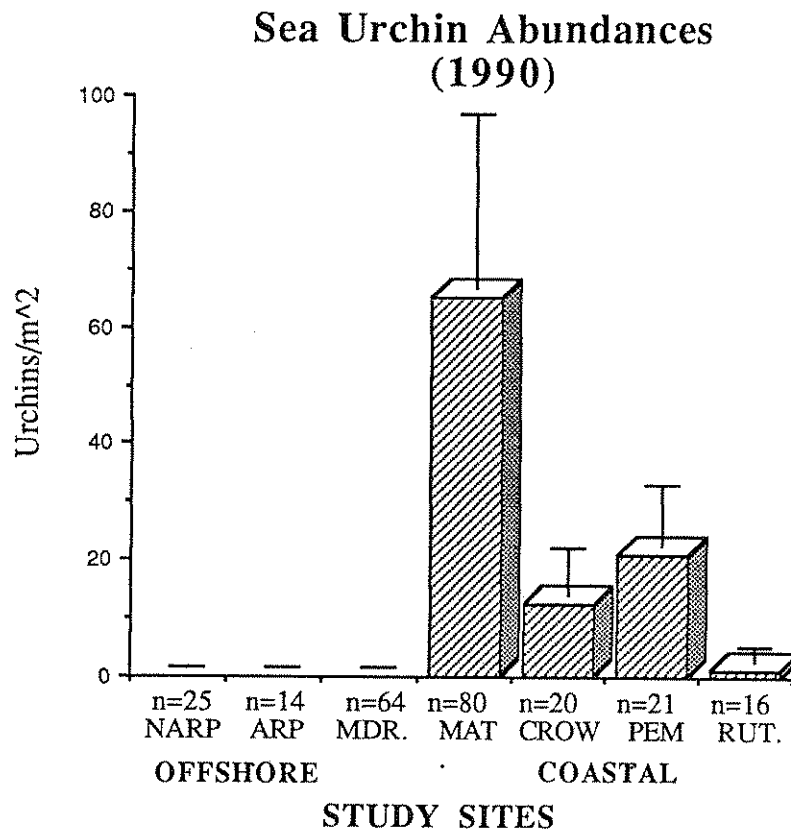 Sea Urchin Abundances
(1990)
100
80
60
40
20
0
Urchins/m^2
n=25 n=14 n=64 n=80 n=20 n=21 n=16
NARP ARP MDR. MAT CROW PEM RUT.
OFFSHORE COASTAL
STUDY SITES